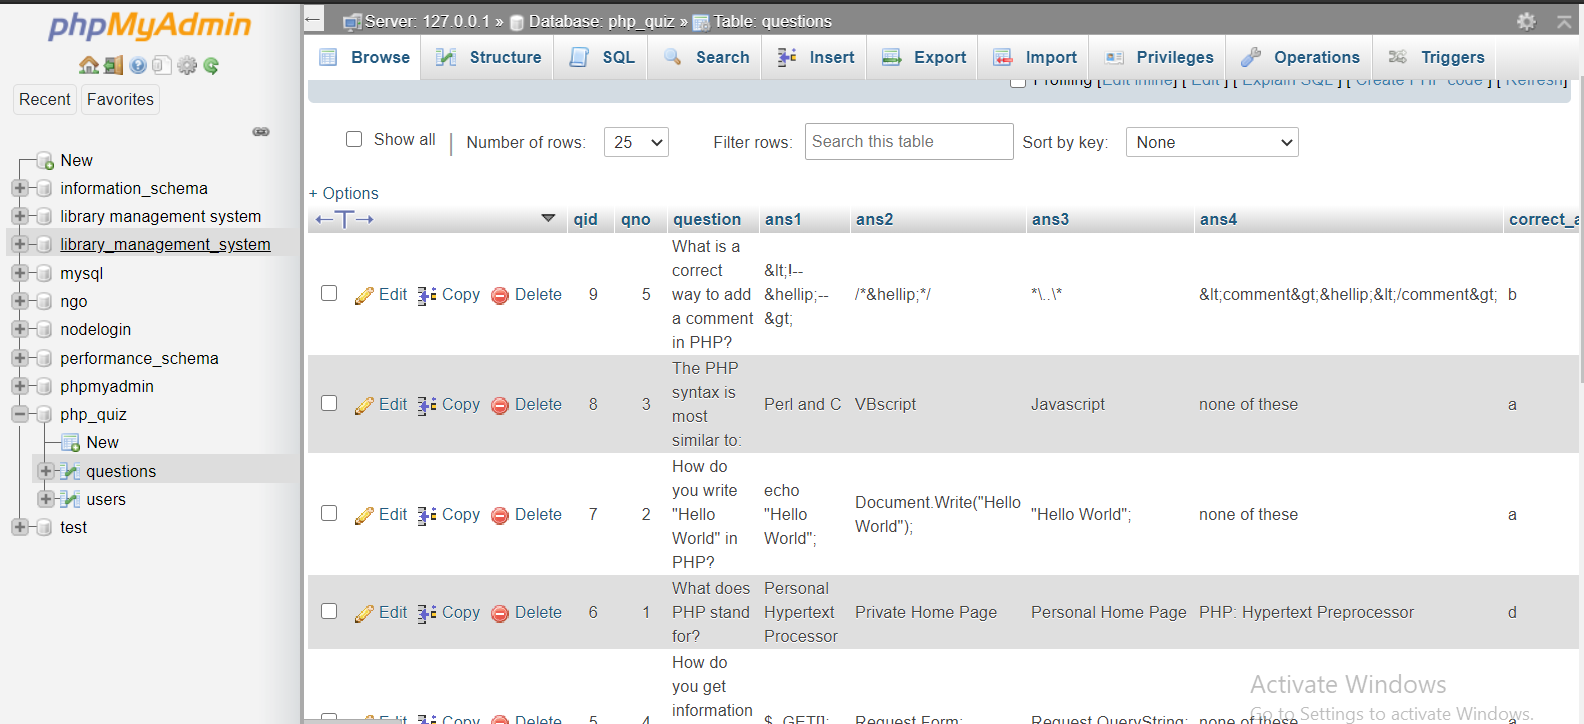 phpMyAdmin
Recent Favorites
New
information_schema
library management system
library_management_system
mysql
ngo
nodelogin
performance_schema
phpmyadmin
php_quiz
New
questions
users
test
Server: 127.0.0.1 » Database: php_quiz » Table: questions
Browse Structure SQL Search Insert Export Import Privileges Operations Triggers
Profiling [Edit inline] [ Edit ] [ Explain SQL ] [ Create PHP code ] [ Refresh]
Show all Number of rows: 25 Filter rows: Search this table Sort by key: None
+ Options
qid qno question ans1 ans2 ans3 ans4 correct_a
What is a
correct
way to add
a comment
in PHP?
&lt;!--
&hellip;--
&gt;
Edit Copy Delete 9 5 /*&hellip;*/ *\..\* &lt;comment&gt;&hellip;&lt;/comment&gt; b
The PHP
syntax is
most
similar to:
Edit Copy Delete 8 3 Perl and C VBscript Javascript none of these a
How do
you write
"Hello
World" in
PHP?
echo
"Hello
World";
Document.Write("Hello
World");
Edit Copy Delete 7 2 "Hello World"; none of these a
What does
PHP stand
for?
Personal
Hypertext
Processor
Edit Copy Delete 6 1 Private Home Page Personal Home Page PHP: Hypertext Preprocessor d
How do
you get
information
Edit Copy Delete 5 4 $_GET[]; Request.Form; Request.QueryString; none of these a
Activate Windows
Go to Settings to activate Windows.